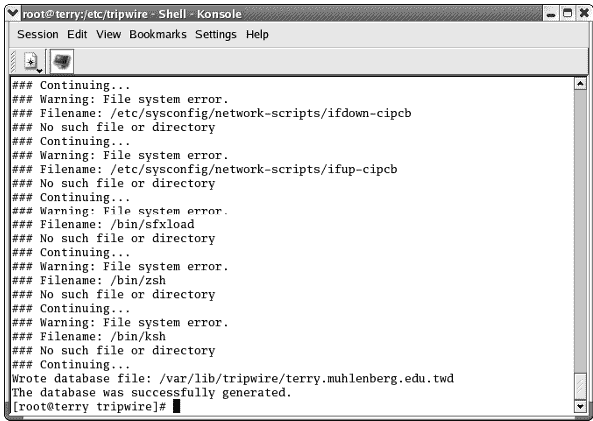 root@terry:/etc/tripwire - Shell - Konsole
Session Edit View Bookmarks Settings Help
### Continuing...
### Warning: File system error.
### Filename: /etc/sysconfig/network-scripts/ifdown-cipcb
### No such file or directory
### Continuing...
### Warning: File system error.
### Filename: /etc/sysconfig/network-scripts/ifup-cipcb
### No such file or directory
### Continuing...
### Warning: File system error.
### Filename: /bin/sfxload
### No such file or directory
### Continuing...
### Warning: File system error.
### Filename: /bin/zsh
### No such file or directory
### Continuing...
### Warning: File system error.
### Filename: /bin/ksh
### No such file or directory
### Continuing...
Wrote database file: /var/lib/tripwire/terry.muhlenberg.edu.twd
The database was successfully generated.
[root@terry tripwire]#